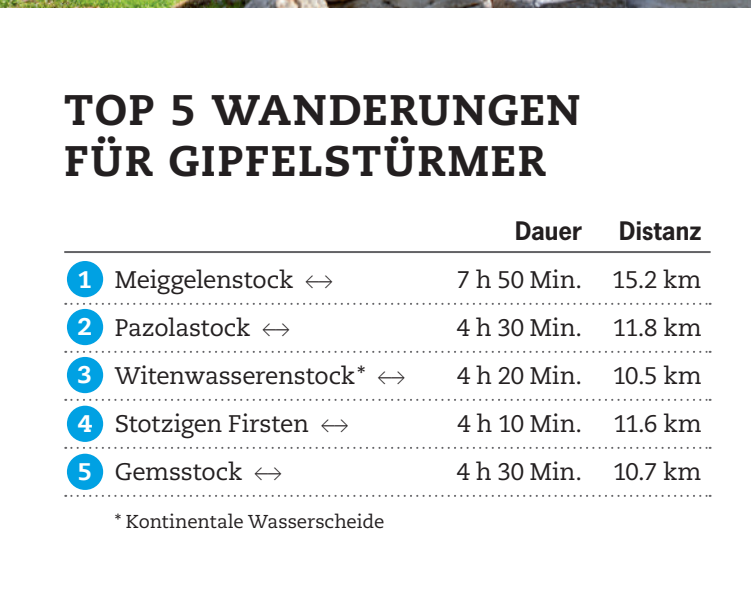 TOP 5 WANDERUNGEN
FÜR GIPFELSTÜRMER
Dauer Distanz
1 Meiggelenstock ↔ 7 h 50 Min. 15.2 km
2 Pazolastock ↔ 4 h 30 Min. 11.8 km
3 Witenwasserenstock* ↔ 4 h 20 Min. 10.5 km
4 Stotzigen Firsten ↔ 4 h 10 Min. 11.6 km
5 Gemsstock ↔ 4 h 30 Min. 10.7 km
* Kontinentale Wasserscheide